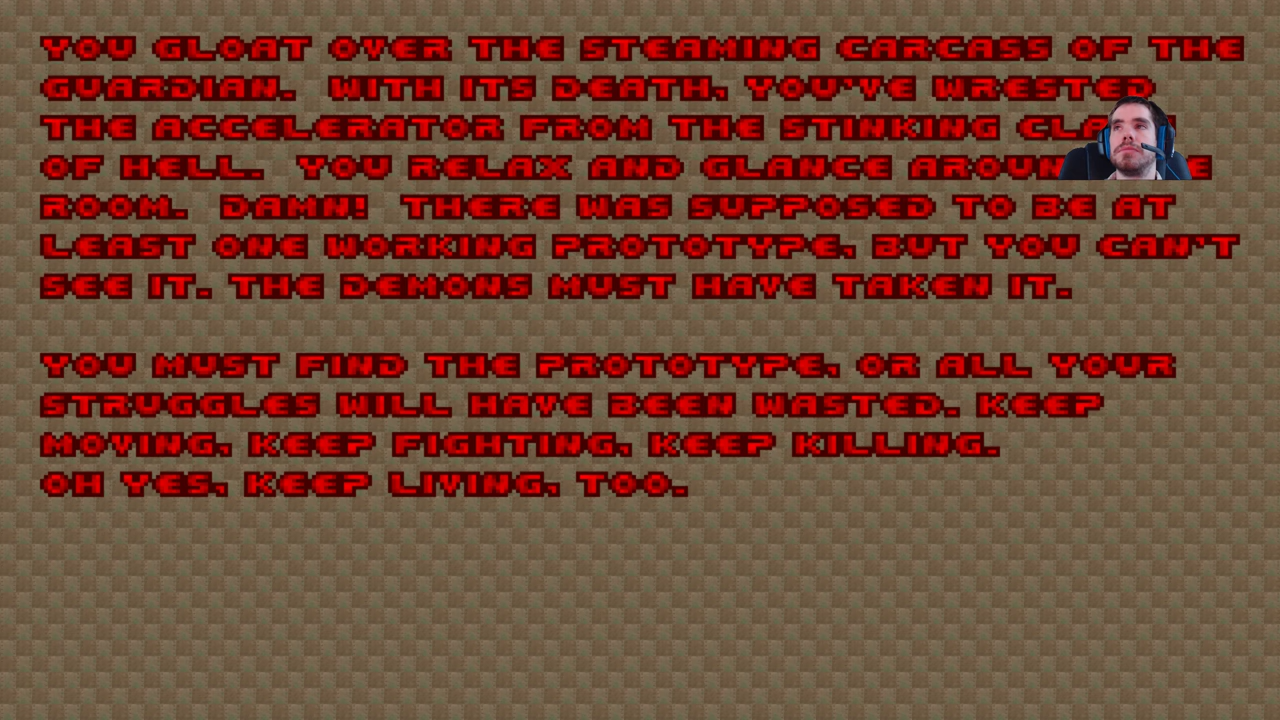 YOU GLOAT OVER THE STEAMING CARCASS OF THE
GUARDIAN. WITH ITS DEATH, YOU'VE WRESTED
THE ACCELERATOR FROM THE STINKING
OF HELL. YOU RELAX AND GLANCE
ROOM. DAMN! THERE WAS SUPPOSED TO BE AT
LEAST ONE WORKING PROTOTYPE, BUT YOU CAN'T
SEE IT. THE DEMONS MUST HAVE TAKEN IT.
YOU MUST FIND THE PROTOTYPE, OR ALL YOUR
STRUGGLES WILL HAVE BEEN WASTED. KEEP
MOVING, KEEP FIGHTING, KEEP KILLING.
OH YES, KEEP LIVING, TOO.